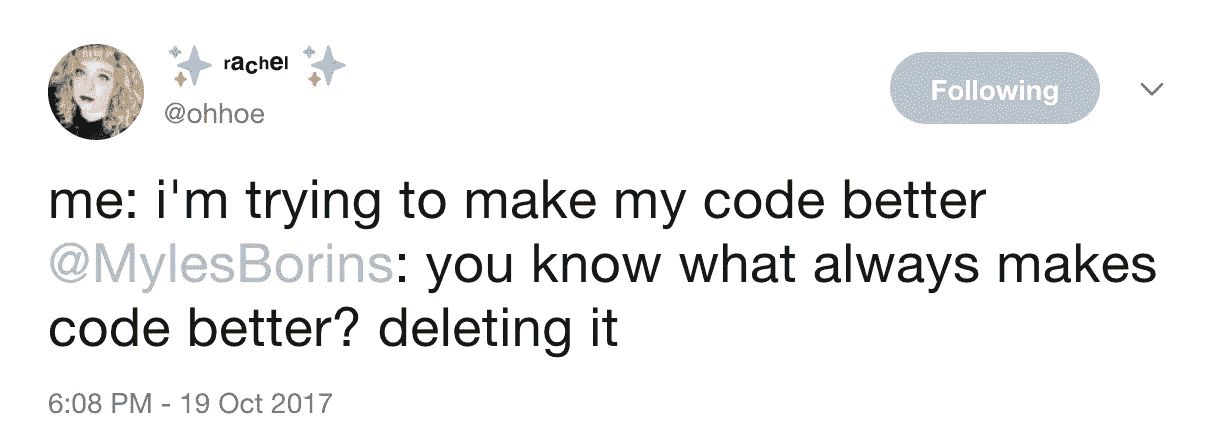 ✨ ʳaᶜʰeˡ ✨
@ohhoe
Following
me: i'm trying to make my code better
@MylesBorins: you know what always makes
code better? deleting it
6:08 PM - 19 Oct 2017